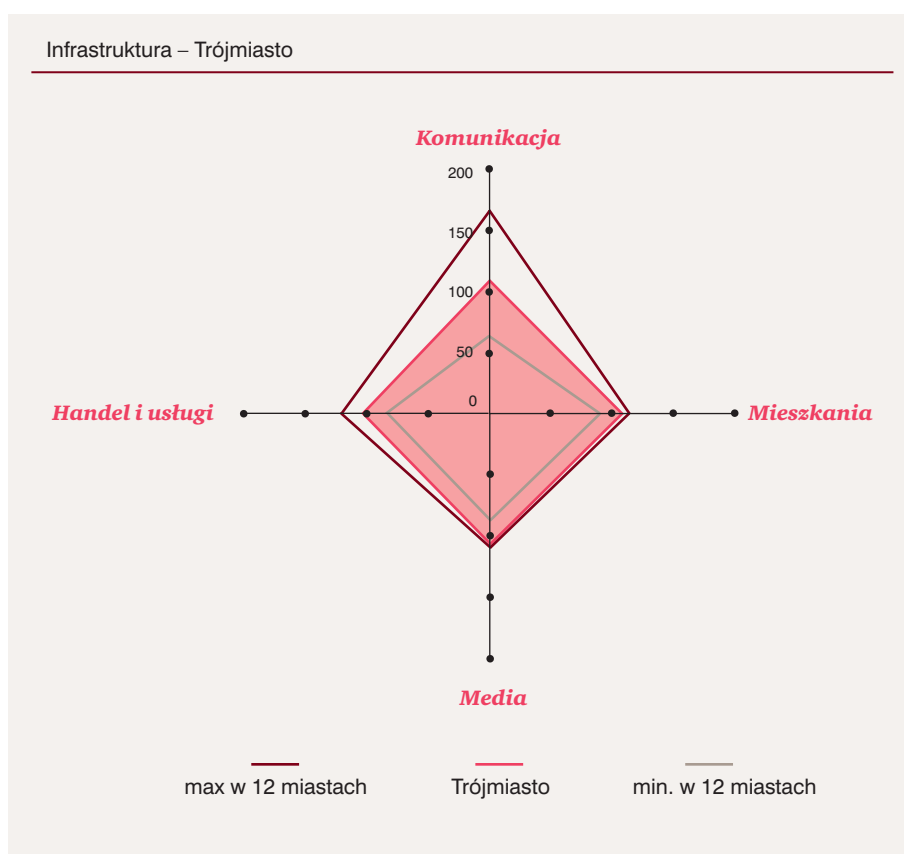 Infrastruktura – Trójmiasto
Komunikacja
200
150
100
50
0
Handel i usługi
Mieszkania
Media
max w 12 miastach
Trójmiasto
min. w 12 miastach